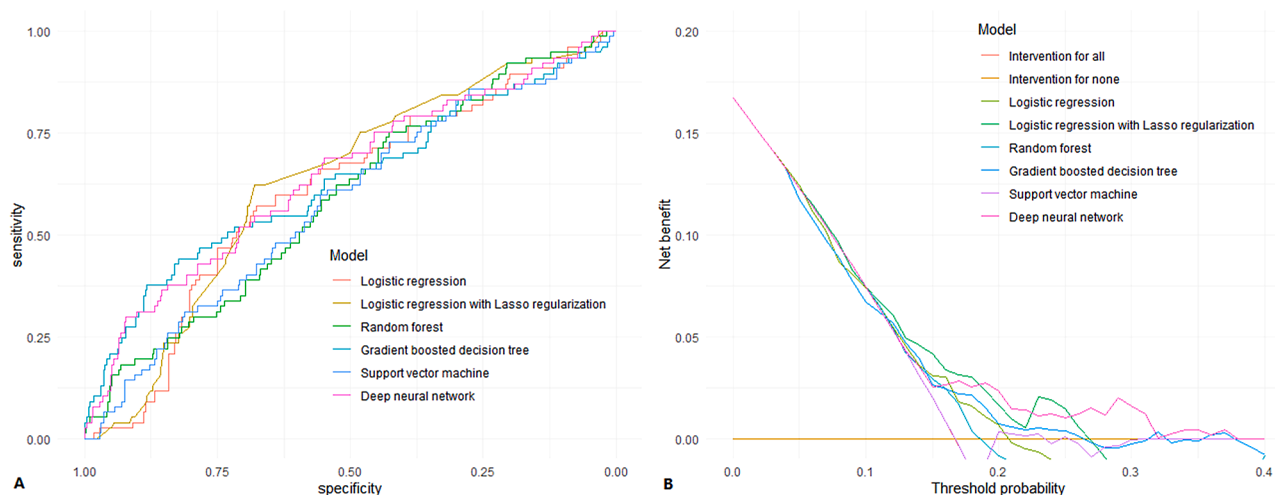 1.00
0.75
0.50
0.25
0.00
sensitivity
Model
Logistic regression
Logistic regression with Lasso regularization
Random forest
Gradient boosted decision tree
Support vector machine
Deep neural network
1.00
0.75
0.50
0.25
0.00
specificity
A
0.20
0.15
0.10
0.05
0.00
Net benefit
Model
Intervention for all
Intervention for none
Logistic regression
Logistic regression with Lasso regularization
Random forest
Gradient boosted decision tree
Support vector machine
Deep neural network
0.0
0.1
0.2
0.3
0.4
Threshold probability
B